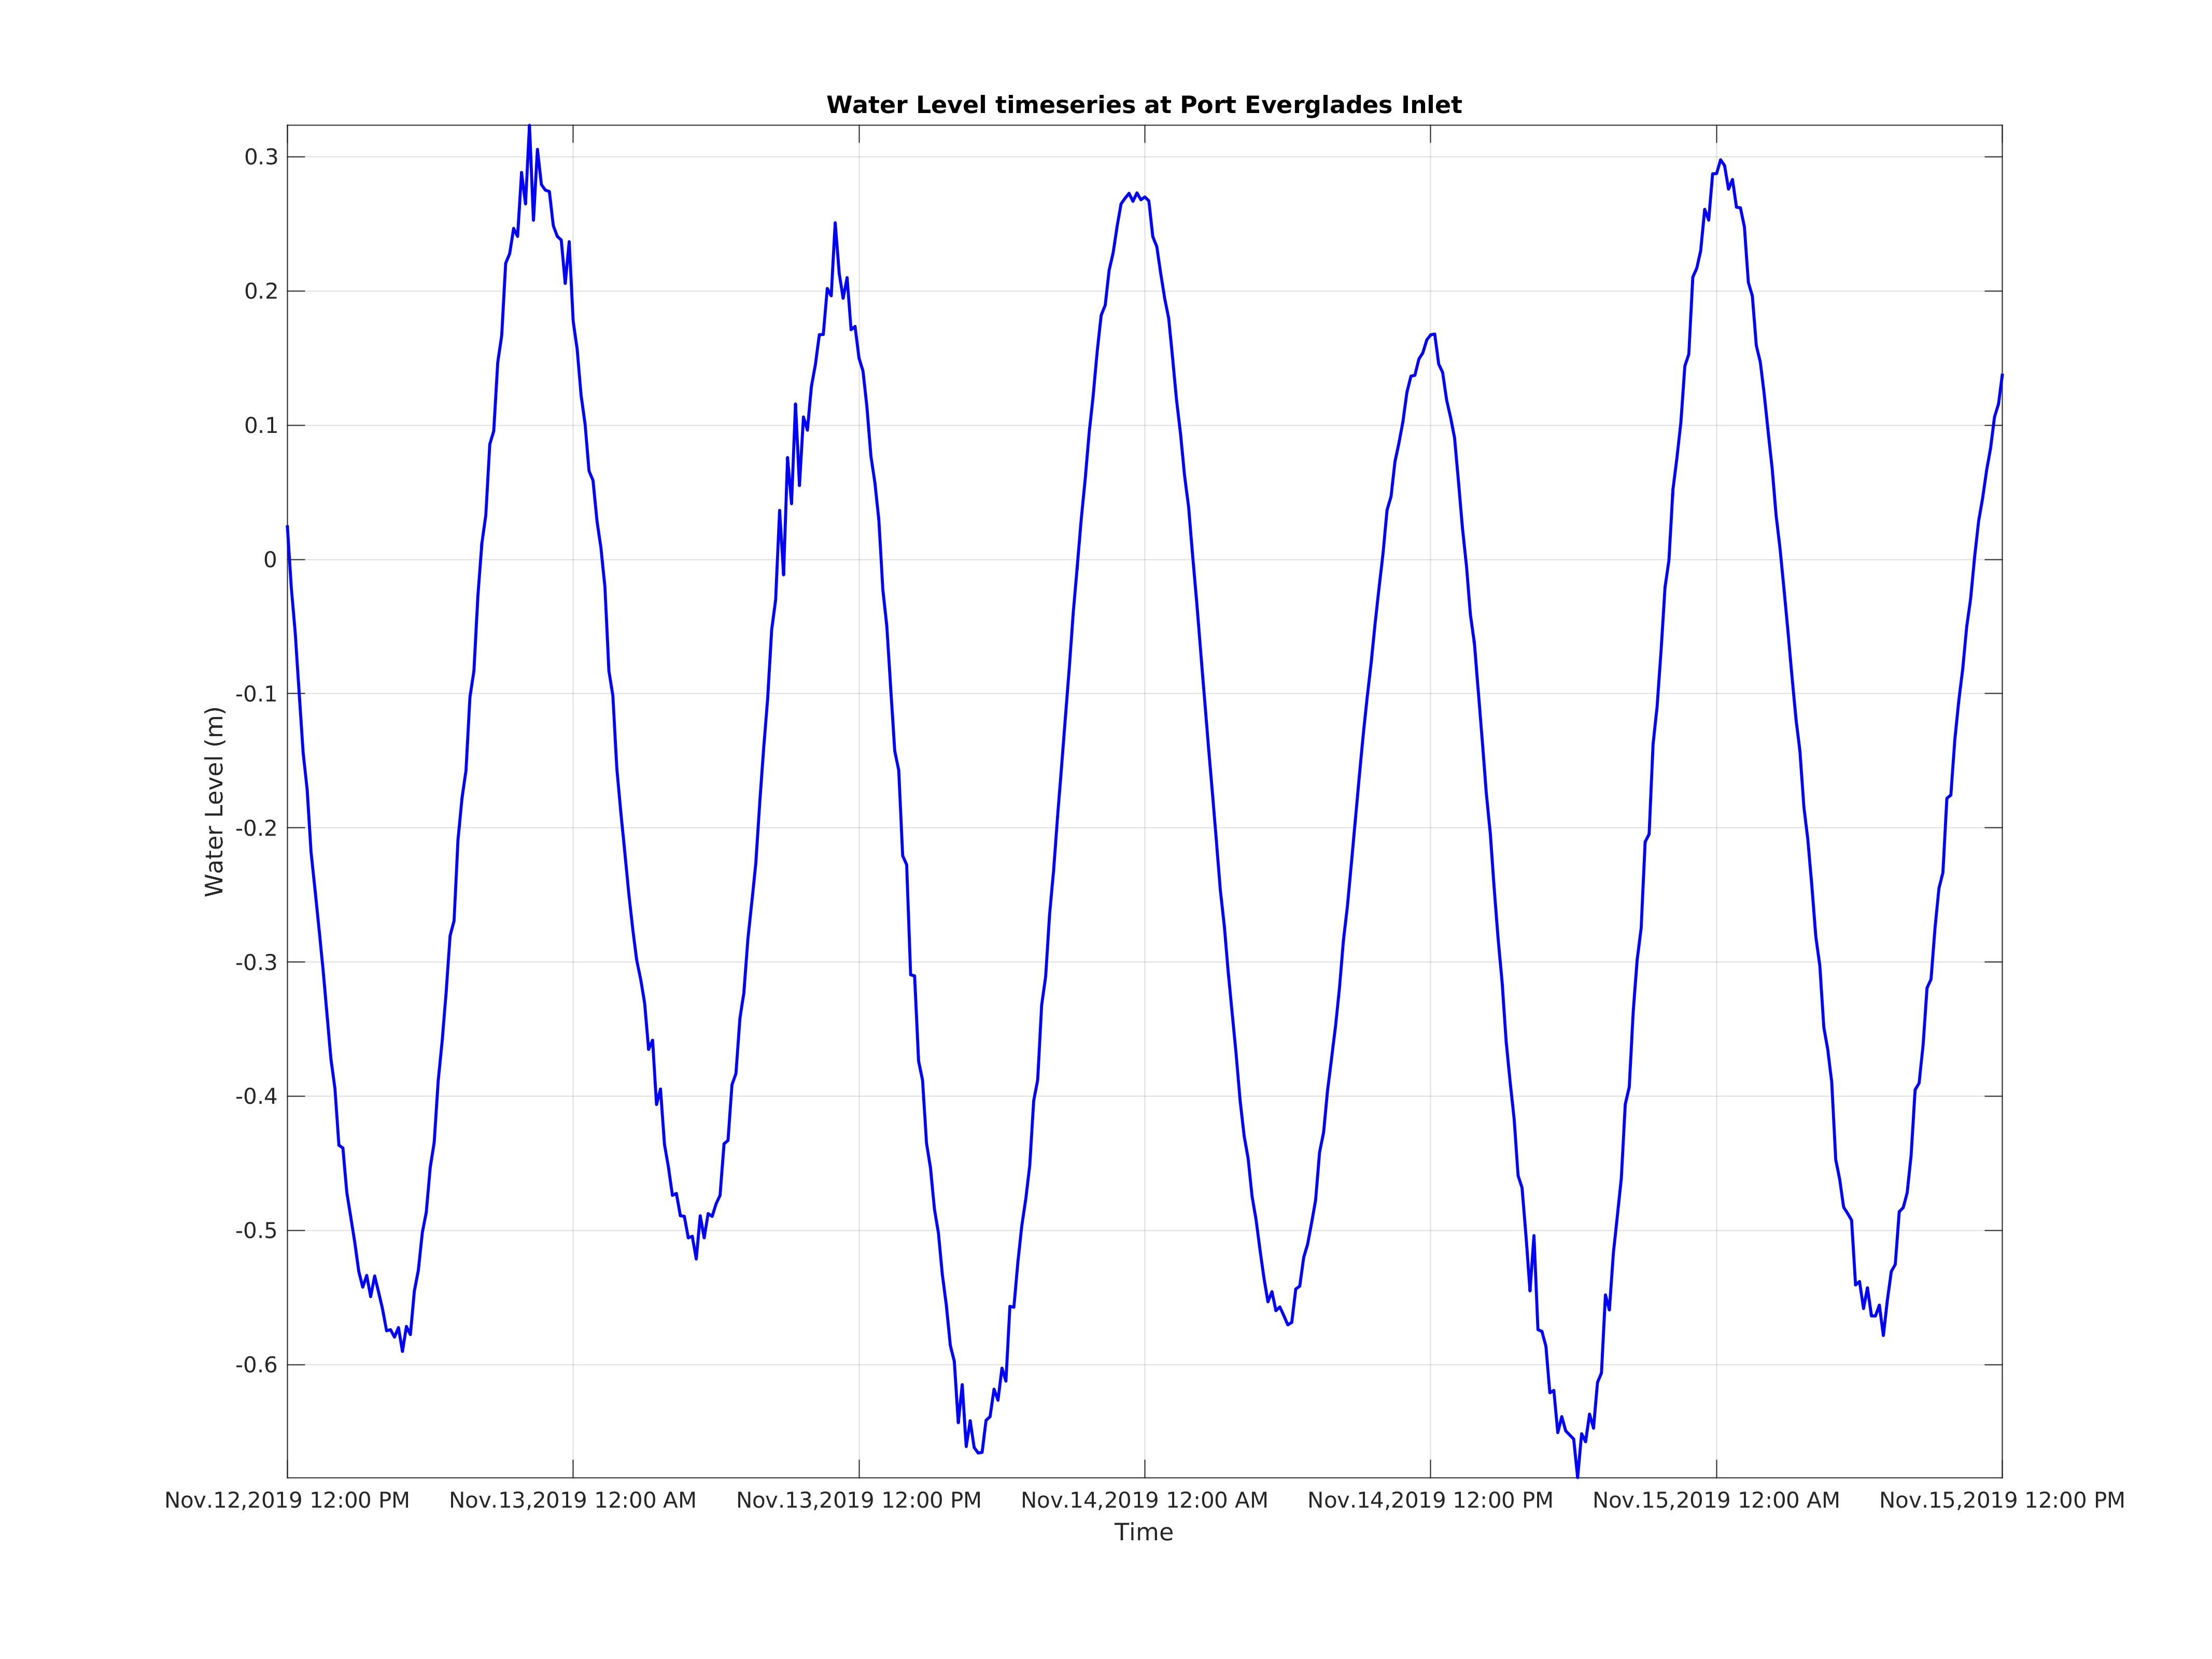 Water Level timeseries at Port Everglades Inlet
0.3
0.2
0.1
0
-0.1
-0.2
-0.3
-0.4
-0.5
-0.6
Water Level (m)
Nov.12,2019 12:00 PM
Nov.13,2019 12:00 AM
Nov.13,2019 12:00 PM
Nov.14,2019 12:00 AM
Nov.14,2019 12:00 PM
Nov.15,2019 12:00 AM
Nov.15,2019 12:00 PM
Time